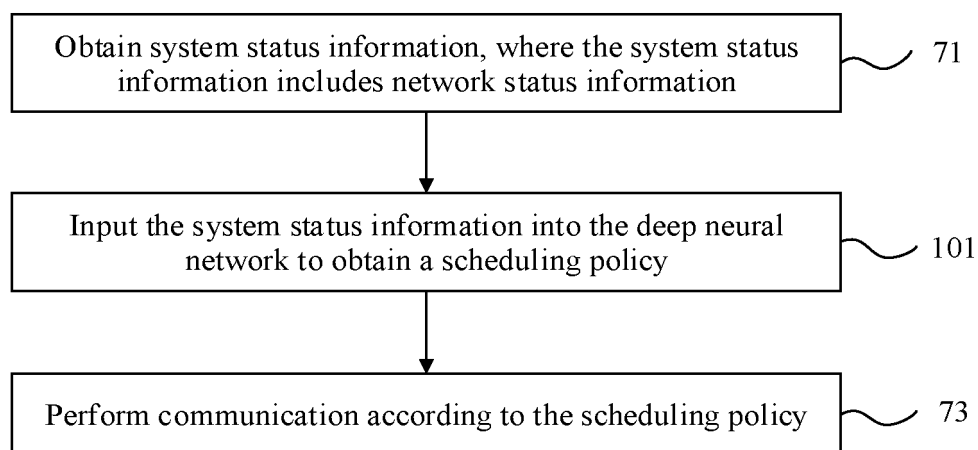 Obtain system status information, where the system status
information includes network status information
71
Input the system status information into the deep neural
network to obtain a scheduling policy
101
Perform communication according to the scheduling policy
73